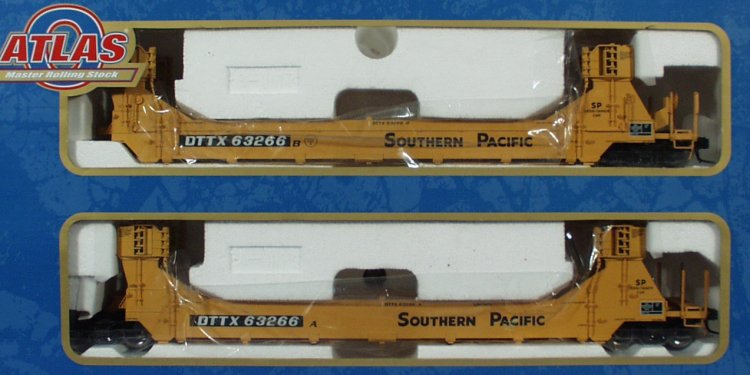 ATLAS
Master Rolling Stock
DTTX 63266 B
SOUTHERN PACIFIC
SP
DTTX 63266 A
SOUTHERN PACIFIC
SP